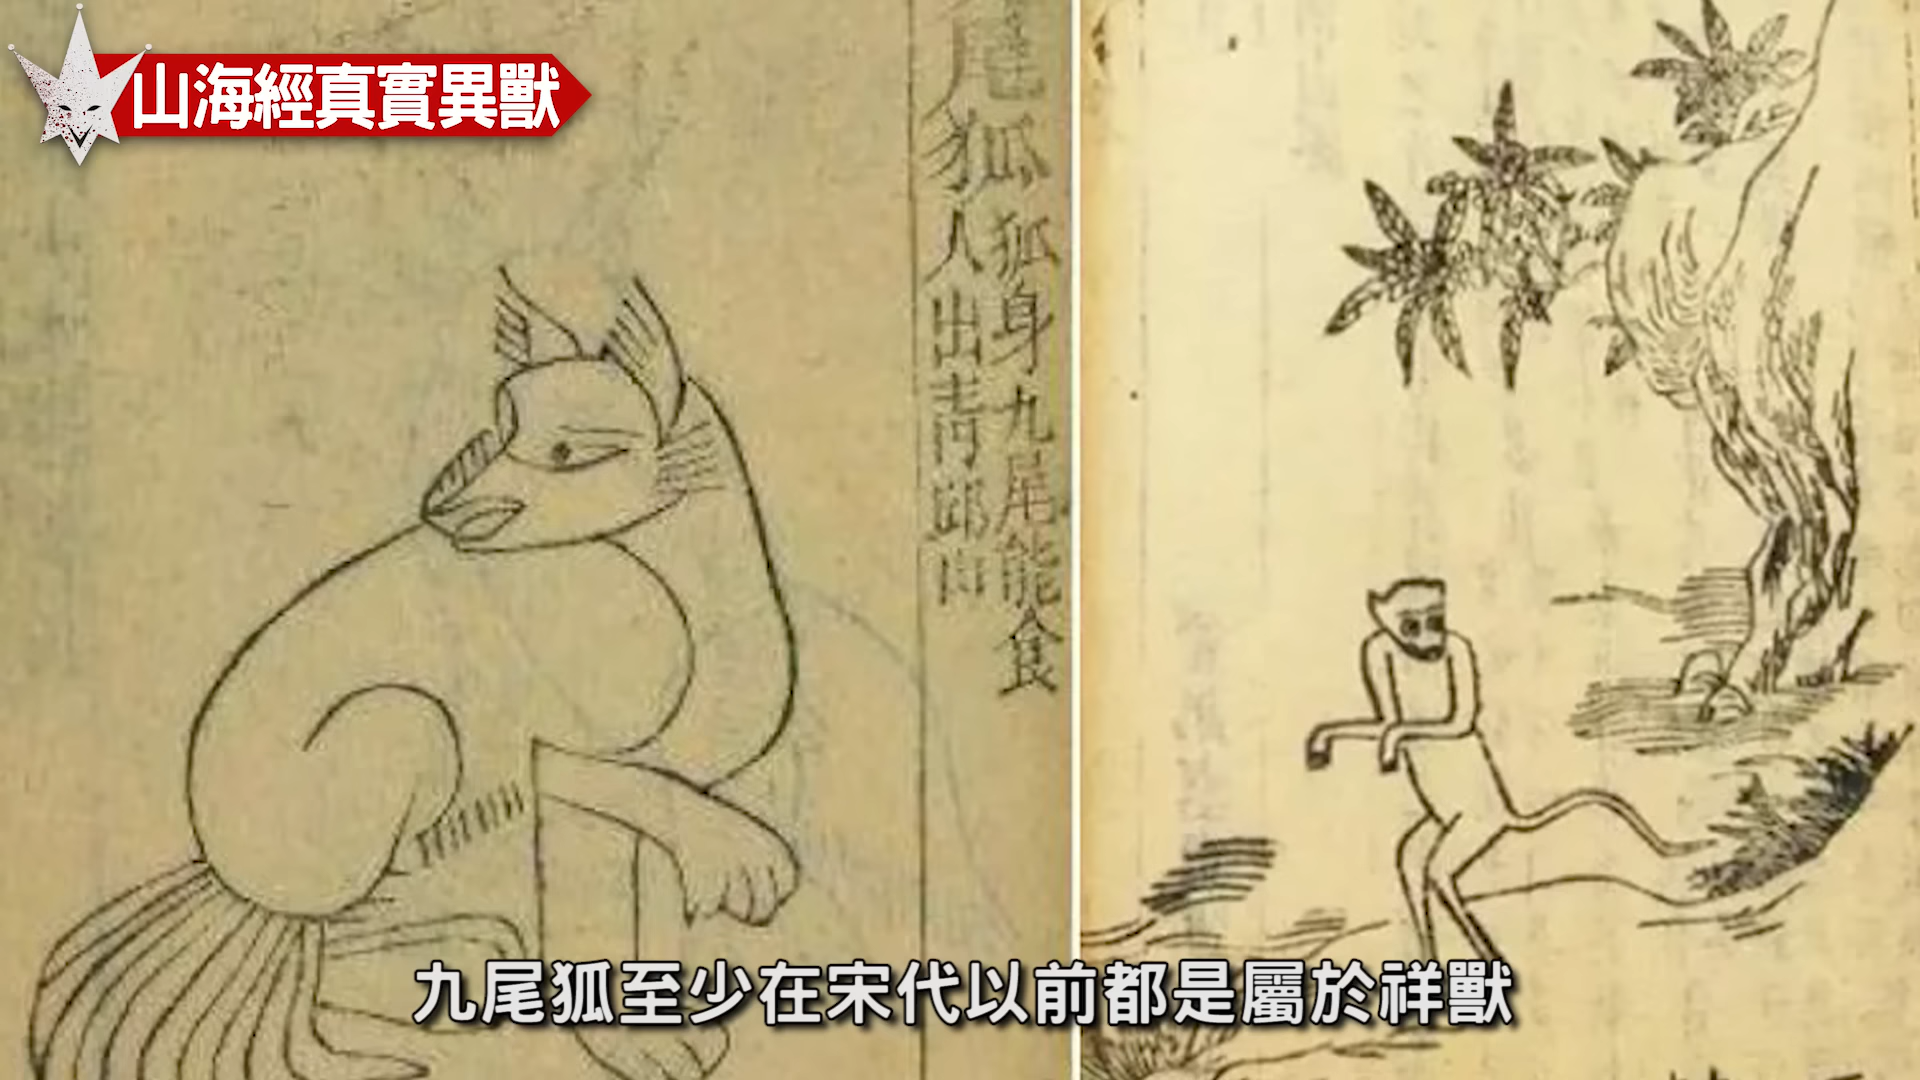 山海經真實異獸
尾狐
狐身九尾能食
人出青邱山
九尾狐至少在宋代以前都是屬於祥獸